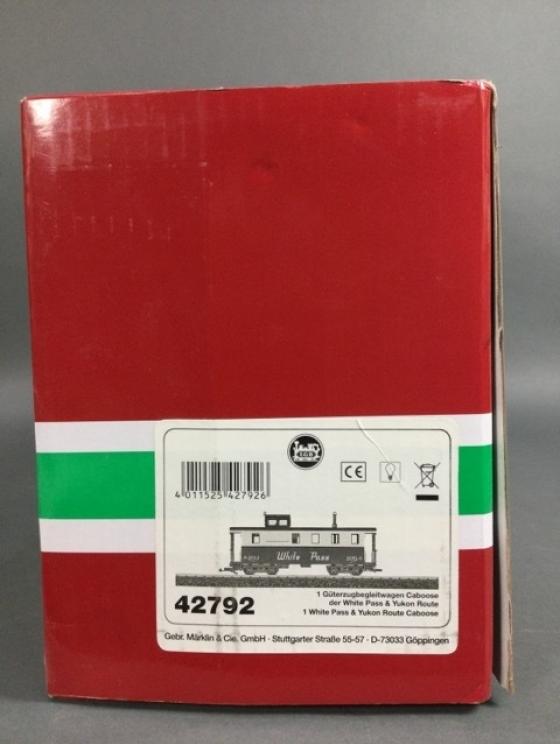 LGB
4 011525 427926
White Pass
42792
1 Güterzugbegleitwagen Caboose
der White Pass & Yukon Route
1 White Pass & Yukon Route Caboose
Gebr. Märklin & Cie. GmbH · Stuttgarter Straße 55-57 · D-73033 Göppingen